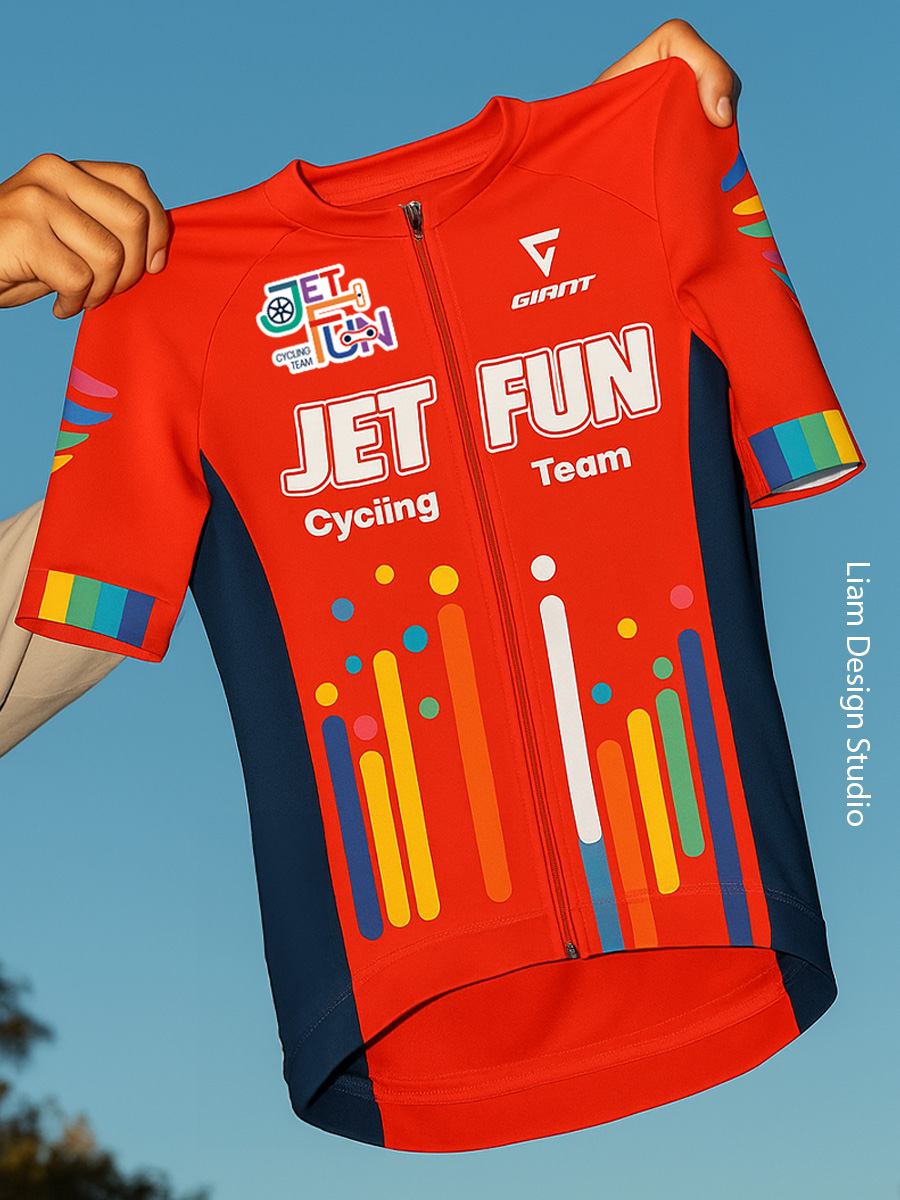 JET
FUN
CYCLING
TEAM
GIANT
JET FUN
Cyciing Team
Liam Design Studio